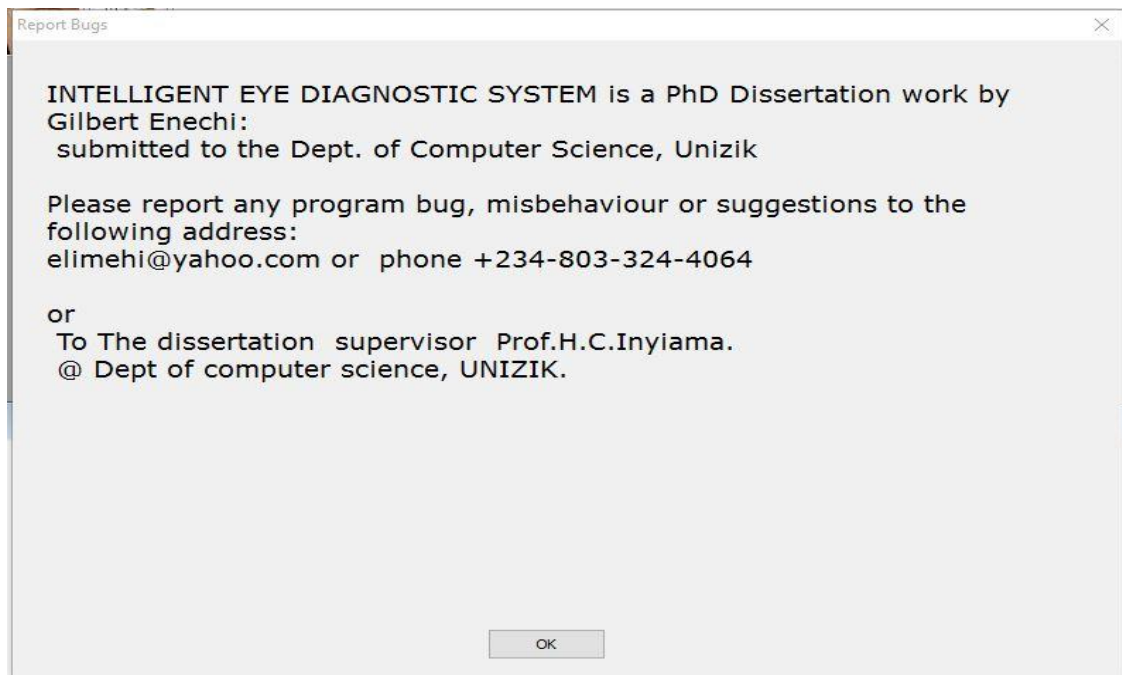 Report Bugs
INTELLIGENT EYE DIAGNOSTIC SYSTEM is a PhD Dissertation work by
Gilbert Enechi:
submitted to the Dept. of Computer Science, Unizik
Please report any program bug, misbehaviour or suggestions to the
following address:
elimehi@yahoo.com or phone +234-803-324-4064
or
To The dissertation supervisor Prof.H.C.Inyiama.
@ Dept of computer science, UNIZIK.
OK